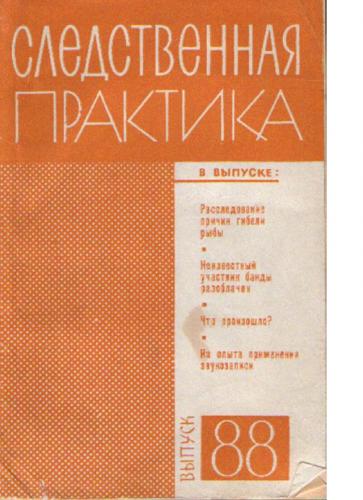 СЛЕДСТВЕННАЯ
ПРАКТИКА
В ВЫПУСКЕ:
Расследование
причин гибели
рыбы
Неизвестный
участник банды
разоблачен
Что произошло?
Из опыта применения
звукозаписи
ВЫПУСК
88